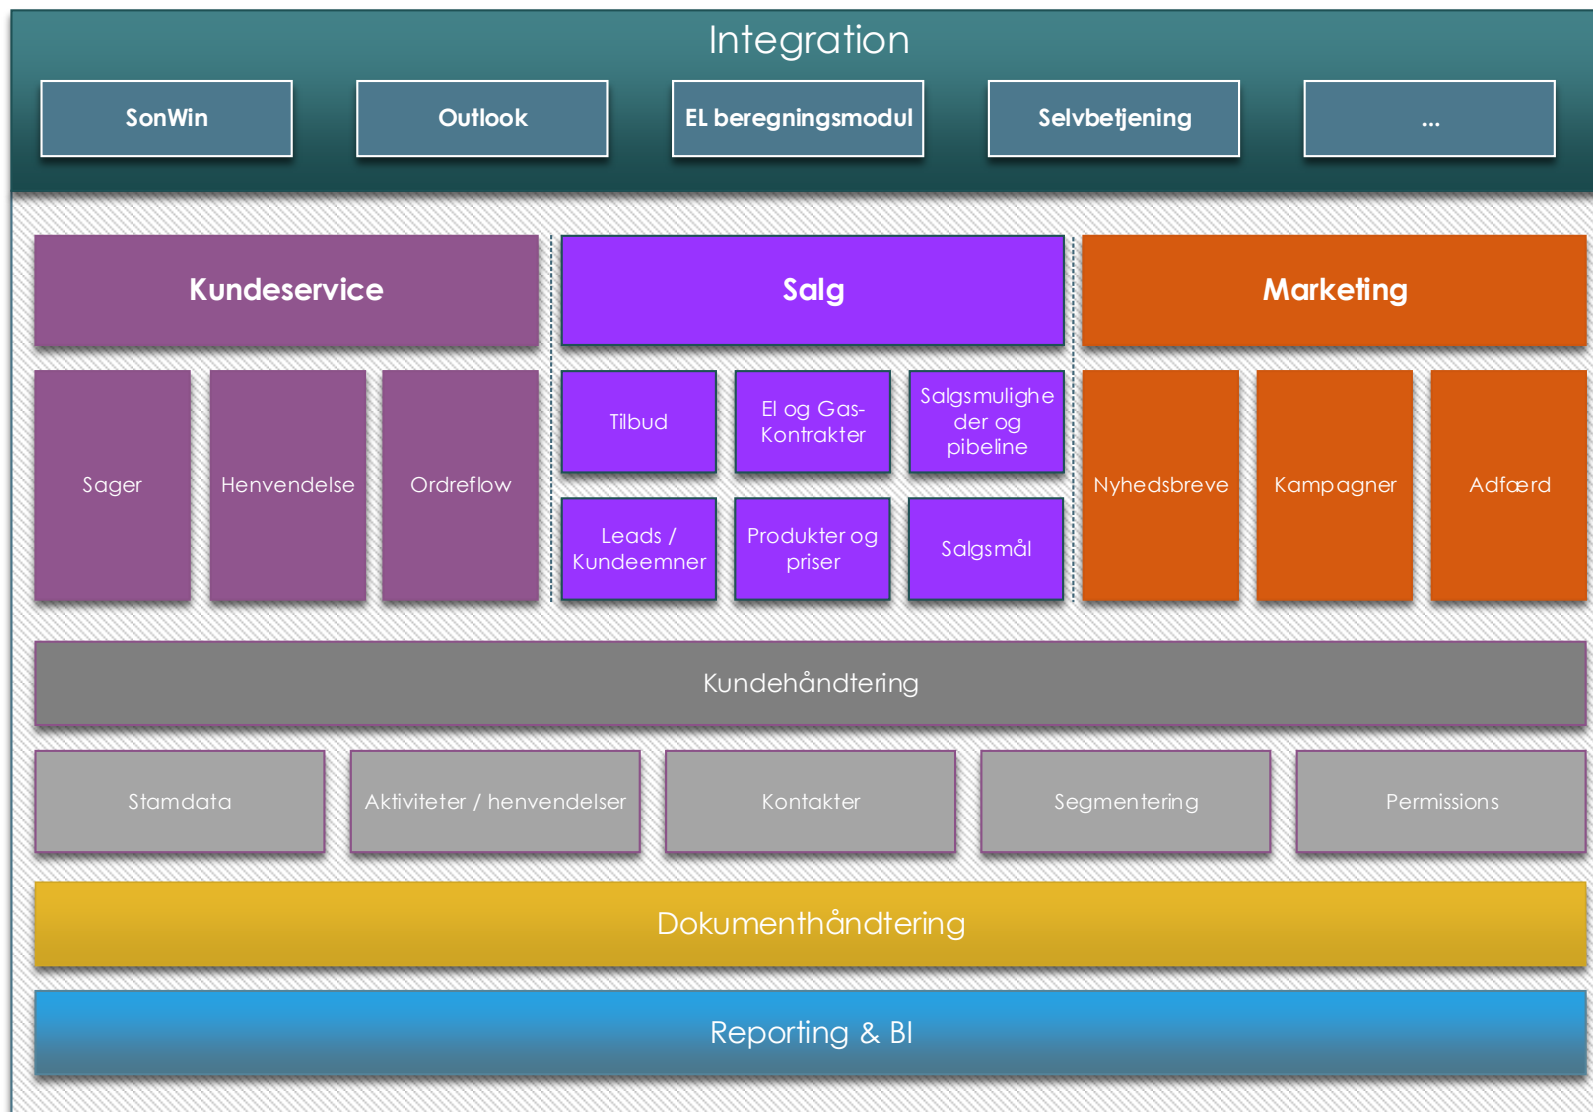 Integration
SonWin
Outlook
EL beregningsmodul
Selvbetjening
...
Kundeservice
Salg
Marketing
Sager
Henvendelse
Ordreflow
Tilbud
El og Gas-
Kontrakter
Salgsmulighe
der og
pibeline
Leads /
Kundeemner
Produkter og
priser
Salgsmål
Nyhedsbreve
Kampagner
Adfærd
Kundehåndtering
Stamdata
Aktiviteter / henvendelser
Kontakter
Segmentering
Permissions
Dokumenthåndtering
Reporting & BI